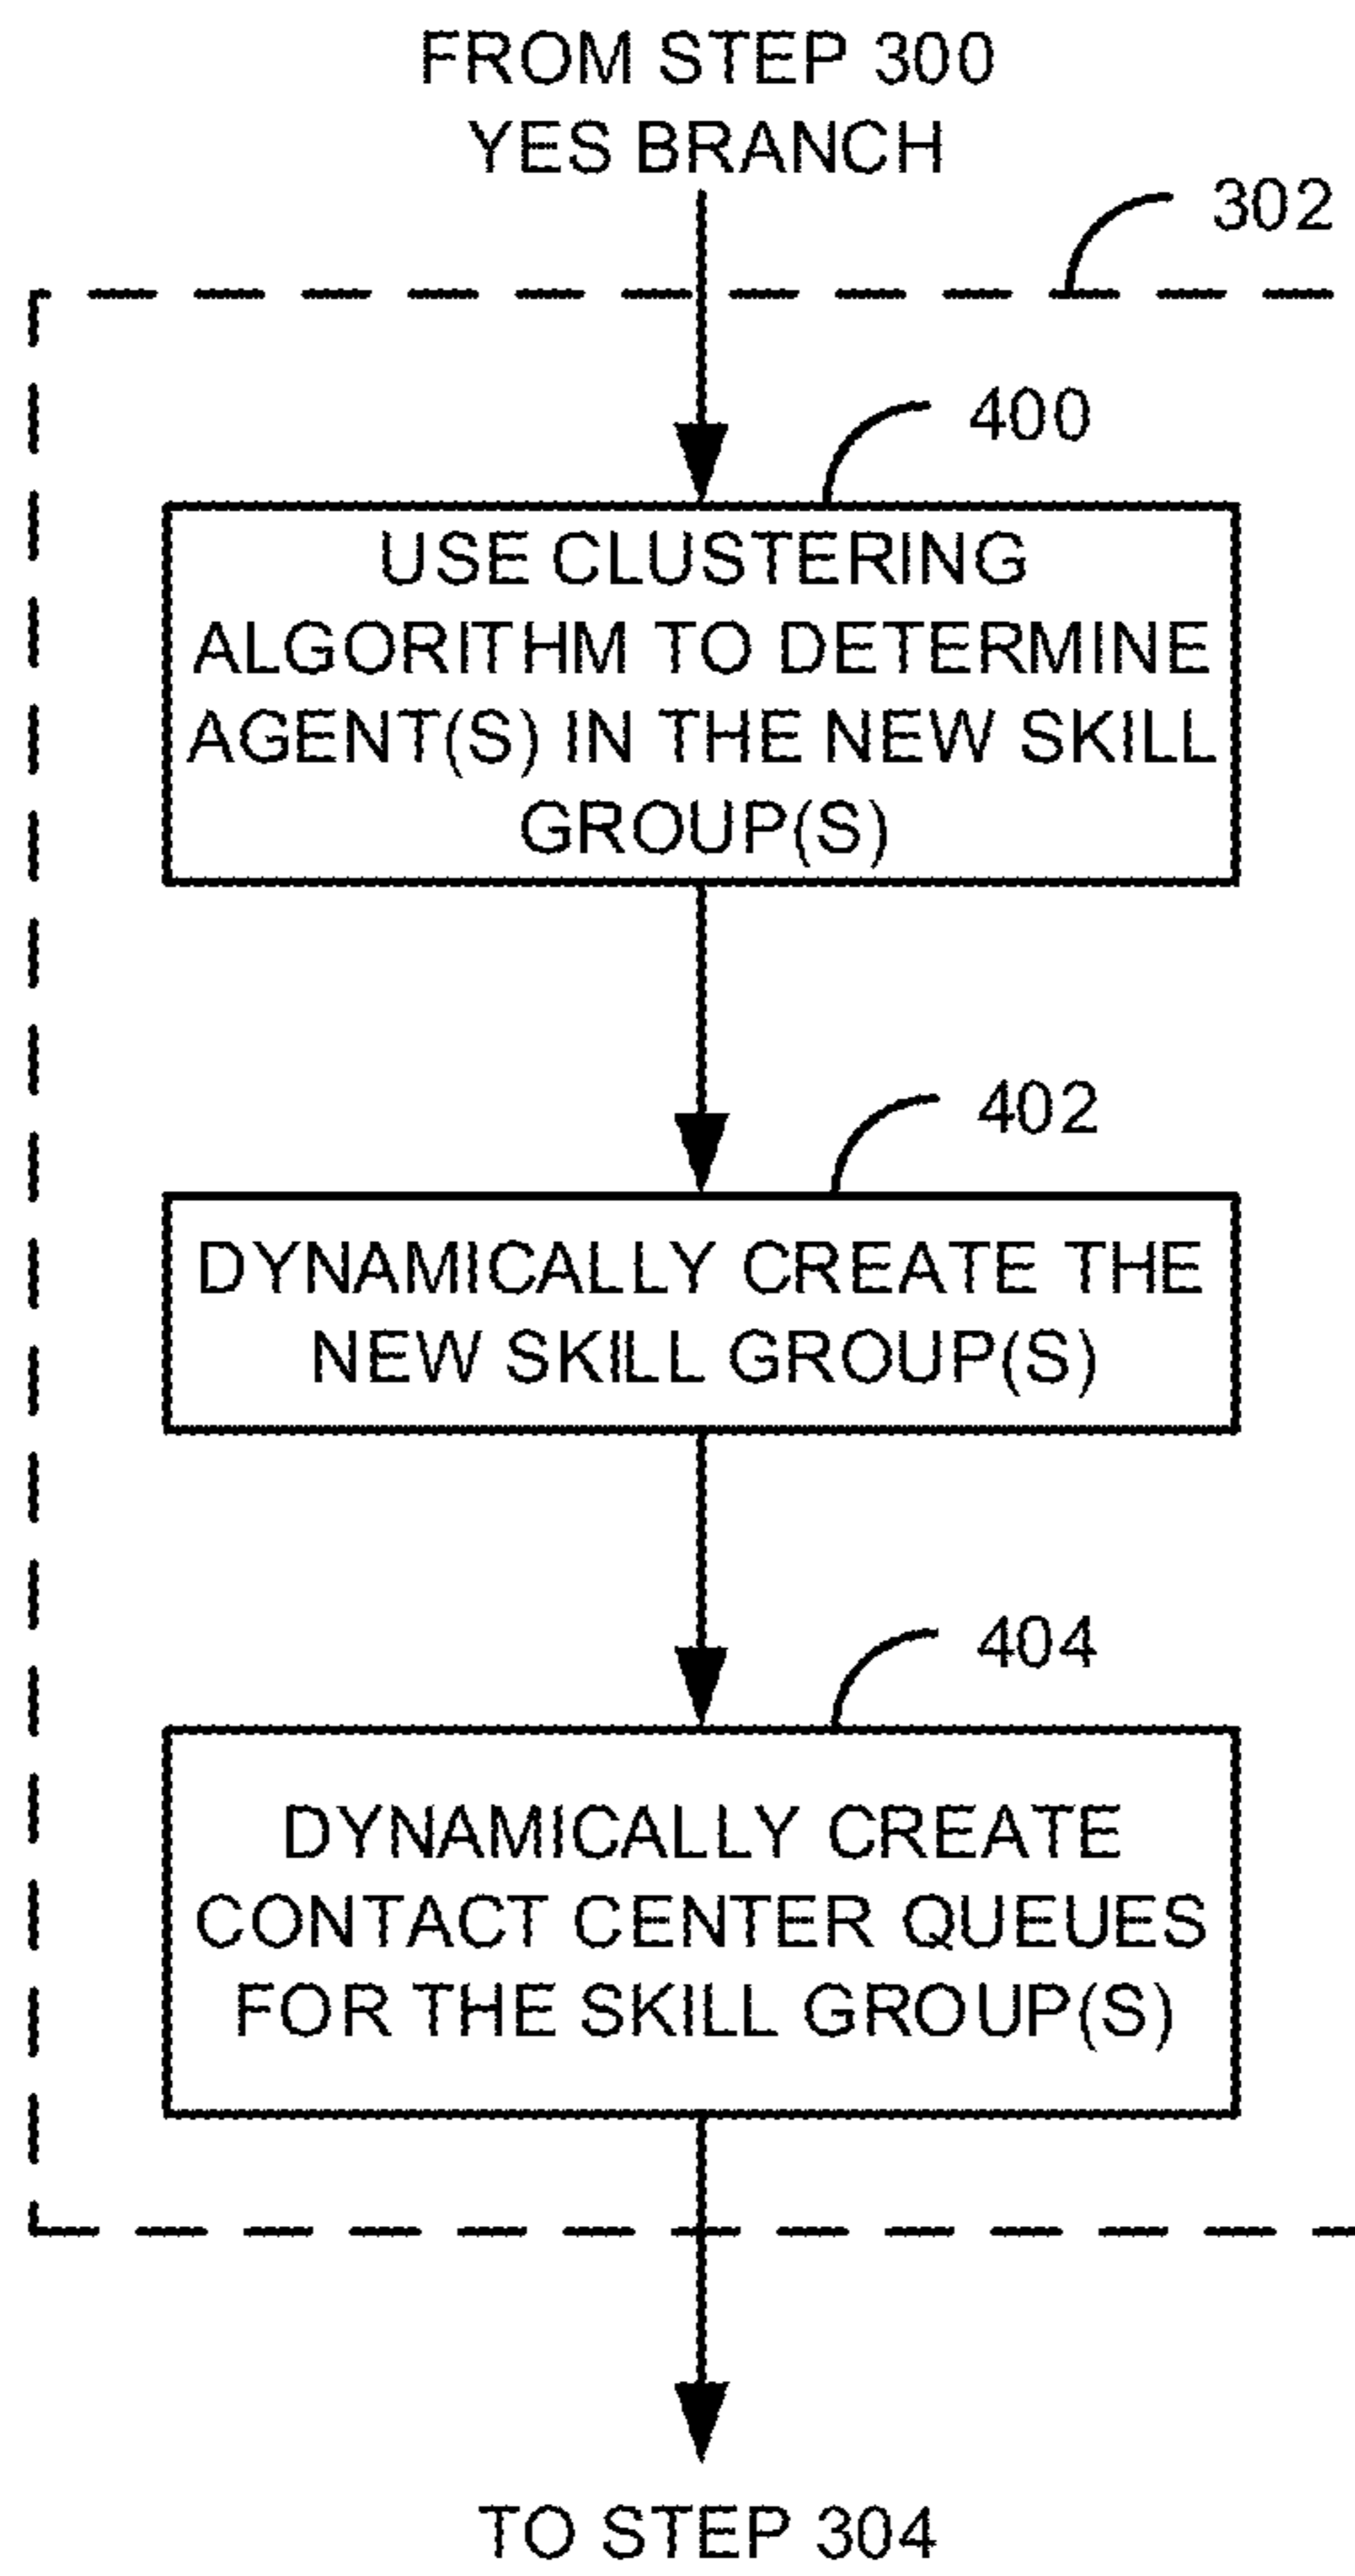 FROM STEP 300
YES BRANCH
302
400
USE CLUSTERING
ALGORITHM TO DETERMINE
AGENT(S) IN THE NEW SKILL
GROUP(S)
402
DYNAMICALLY CREATE THE
NEW SKILL GROUP(S)
404
DYNAMICALLY CREATE
CONTACT CENTER QUEUES
FOR THE SKILL GROUP(S)
TO STEP 304